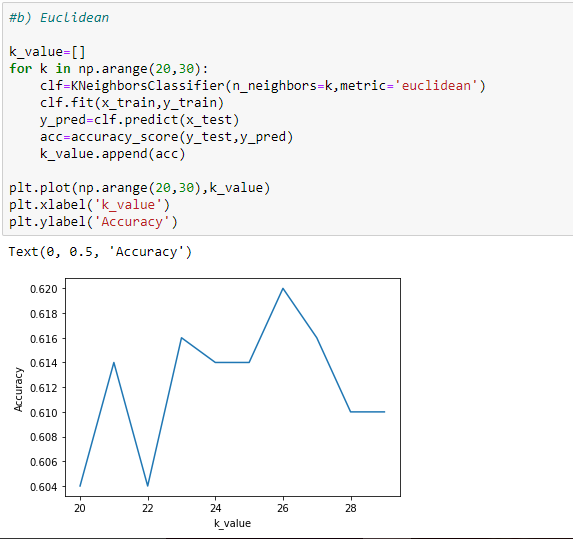 #b) Euclidean
k_value=[]
for k in np.arange(20,30):
    clf=KNeighborsClassifier(n_neighbors=k,metric='euclidean')
    clf.fit(x_train,y_train)
    y_pred=clf.predict(x_test)
    acc=accuracy_score(y_test,y_pred)
    k_value.append(acc)
plt.plot(np.arange(20,30),k_value)
plt.xlabel('k_value')
plt.ylabel('Accuracy')
Text(0, 0.5, 'Accuracy')
0.620
0.618
0.616
0.614
0.612
0.610
0.608
0.606
0.604
Accuracy
20 22 24 26 28
k_value